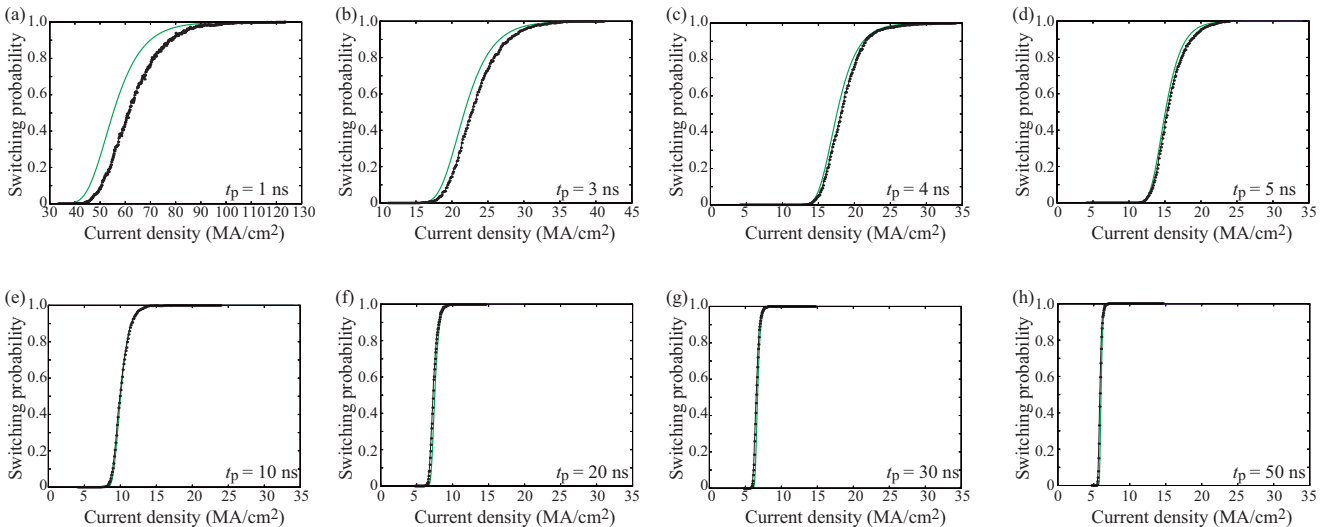 (a)
1.0
0.8
0.6
0.4
0.2
0
Switching probability
tp = 1 ns
30 40 50 60 70 80 90 100 110 120 130
Current density (MA/cm2)
(b)
1.0
0.8
0.6
0.4
0.2
0
Switching probability
tp = 3 ns
10 15 20 25 30 35 40 45
Current density (MA/cm2)
(c)
1.0
0.8
0.6
0.4
0.2
0
Switching probability
tp = 4 ns
0 5 10 15 20 25 30 35
Current density (MA/cm2)
(d)
1.0
0.8
0.6
0.4
0.2
0
Switching probability
tp = 5 ns
0 5 10 15 20 25 30 35
Current density (MA/cm2)
(e)
1.0
0.8
0.6
0.4
0.2
0
Switching probability
tp = 10 ns
0 5 10 15 20 25 30 35
Current density (MA/cm2)
(f)
1.0
0.8
0.6
0.4
0.2
0
Switching probability
tp = 20 ns
0 5 10 15 20 25 30 35
Current density (MA/cm2)
(g)
1.0
0.8
0.6
0.4
0.2
0
Switching probability
tp = 30 ns
0 5 10 15 20 25 30 35
Current density (MA/cm2)
(h)
1.0
0.8
0.6
0.4
0.2
0
Switching probability
tp = 50 ns
0 5 10 15 20 25 30 35
Current density (MA/cm2)